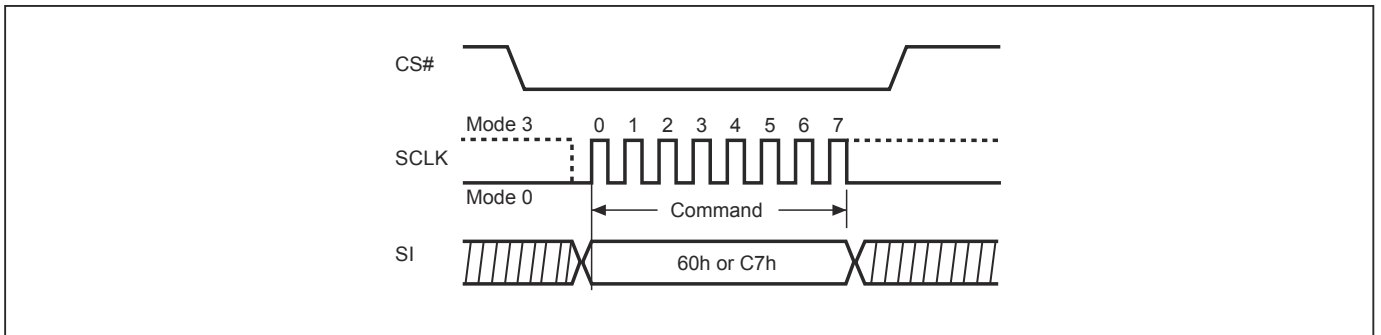 CS#
Mode 3
0 1 2 3 4 5 6 7
SCLK
Mode 0
Command
SI
60h or C7h